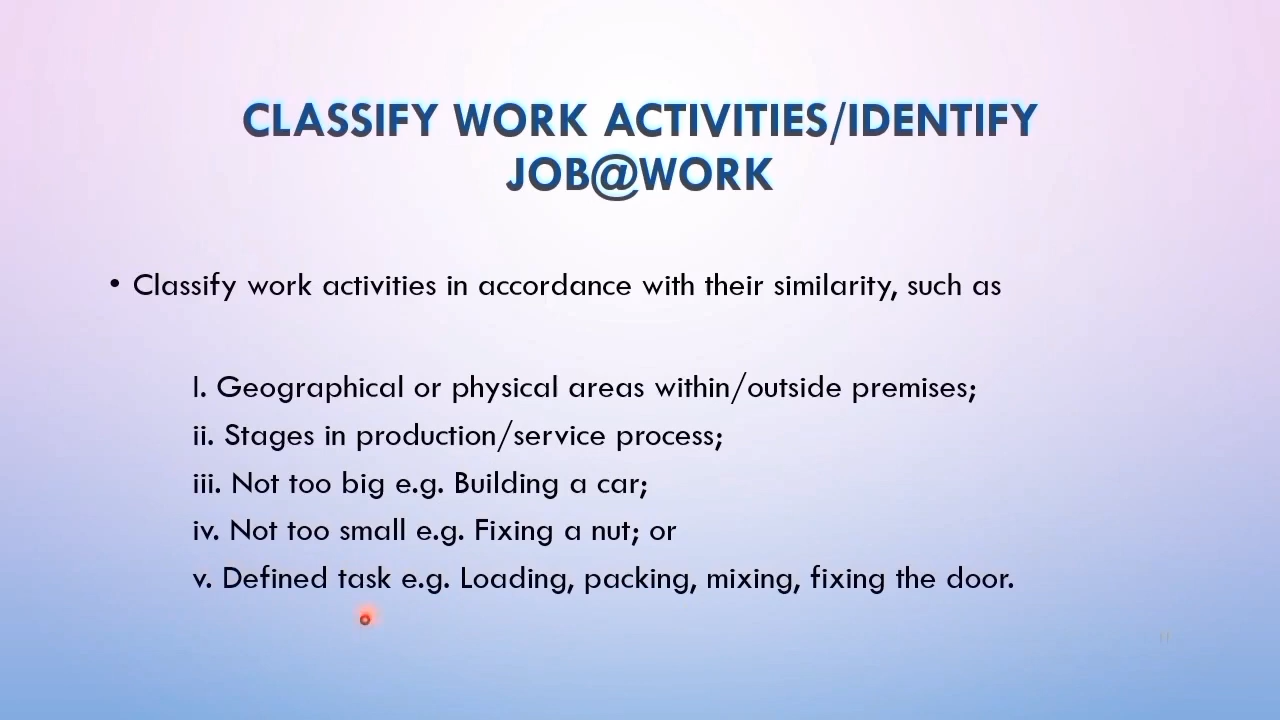 CLASSIFY WORK ACTIVITIES/IDENTIFY
JOB@WORK
• Classify work activities in accordance with their similarity, such as
I. Geographical or physical areas within/outside premises;
ii. Stages in production/service process;
iii. Not too big e.g. Building a car;
iv. Not too small e.g. Fixing a nut; or
v. Defined task e.g. Loading, packing, mixing, fixing the door.